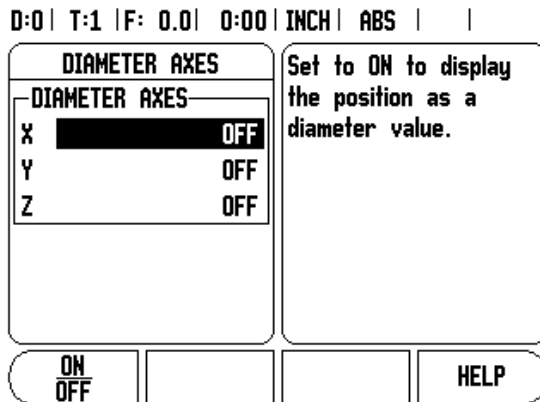 D:0 | T:1 | F: 0.0 | 0:00 | INCH | ABS | |
DIAMETER AXES
DIAMETER AXES
X OFF
Y OFF
Z OFF
Set to ON to display
the position as a
diameter value.
ON
OFF
HELP